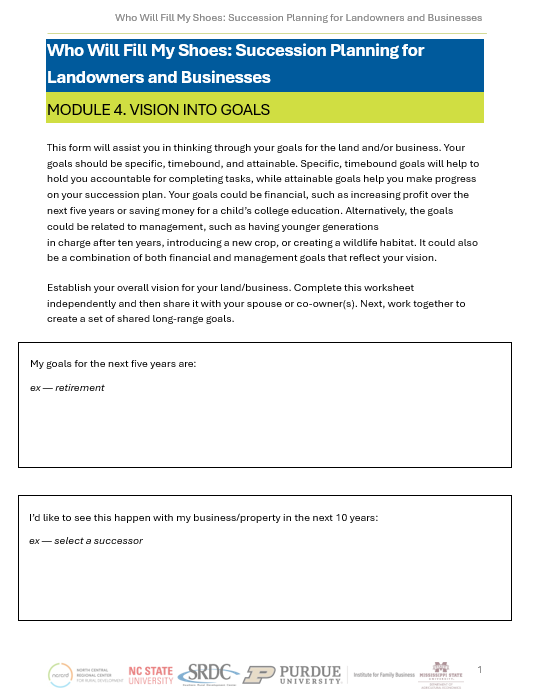 Who Will Fill My Shoes: Succession Planning for Landowners and Businesses
Who Will Fill My Shoes: Succession Planning for
Landowners and Businesses
MODULE 4. VISION INTO GOALS
This form will assist you in thinking through your goals for the land and/or business. Your
goals should be specific, timebound, and attainable. Specific, timebound goals will help to
hold you accountable for completing tasks, while attainable goals help you make progress
on your succession plan. Your goals could be financial, such as increasing profit over the
next five years or saving money for a child's college education. Alternatively, the goals
could be related to management, such as having younger generations
in charge after ten years, introducing a new crop, or creating a wildlife habitat. It could also
be a combination of both financial and management goals that reflect your vision.
Establish your overall vision for your land/business. Complete this worksheet
independently and then share it with your spouse or co-owner(s). Next, work together to
create a set of shared long-range goals.
My goals for the next five years are:
ex — retirement
I'd like to see this happen with my business/property in the next 10 years:
ex — select a successor
NORTH CENTRAL
REGIONAL CENTER
FOR RURAL DEVELOPMENT
NC STATE
UNIVERSITY
SRDC
PURDUE
UNIVERSITY
Institute for Family Business
MISSISSIPPI STATE
UNIVERSITY
1